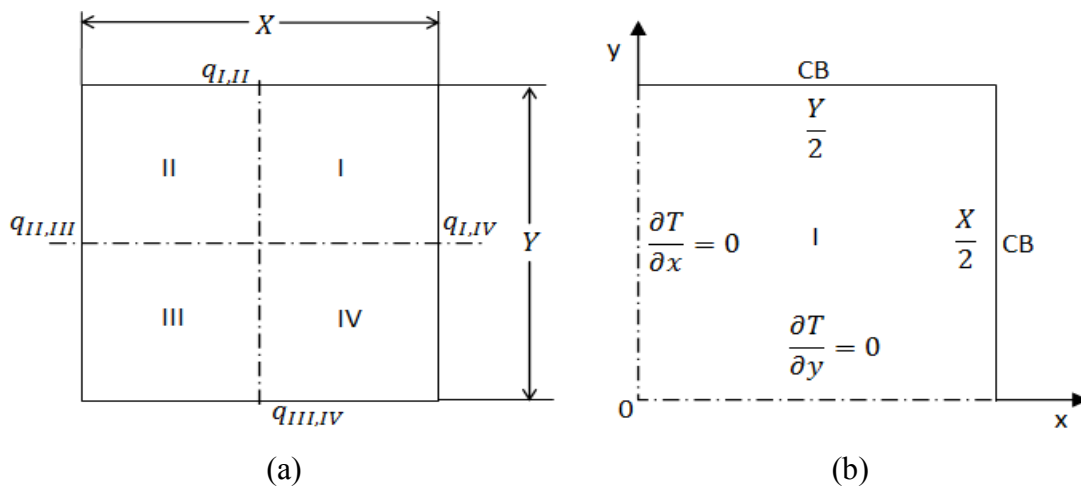 X
q_{I,II}
II
I
q_{II,III}
q_{I,IV}
Y
III
IV
q_{III,IV}
(a)
y
CB
Y/2
∂T/∂x = 0
I
X/2
CB
∂T/∂y = 0
0
x
(b)